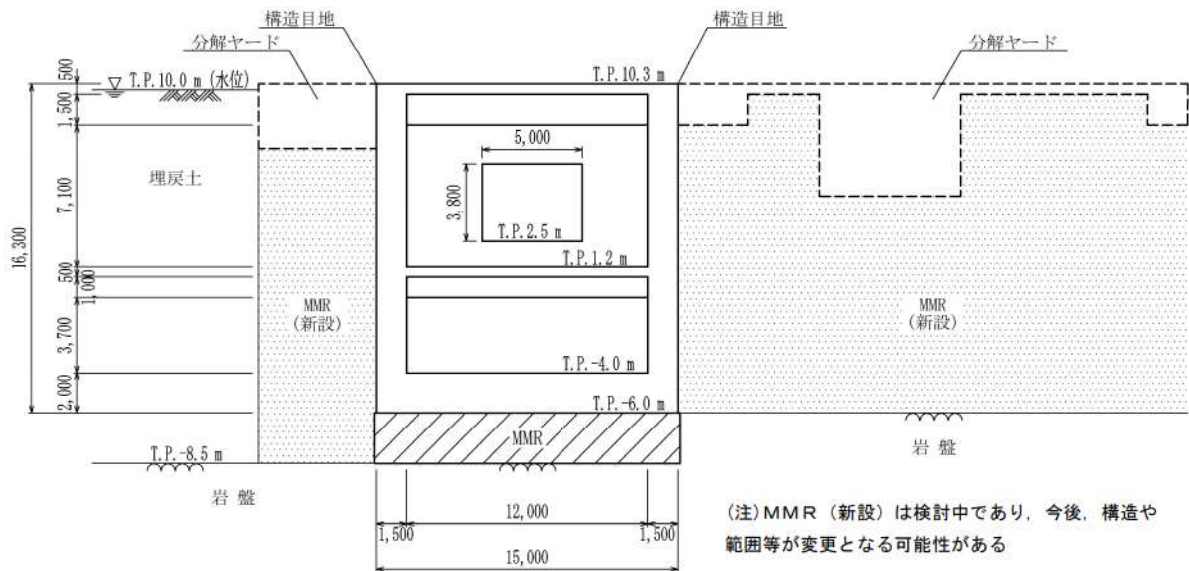 構造目地
構造目地
分解ヤード
分解ヤード
T.P.10.0 m (水位)
T.P.10.3 m
500
1,500
5,000
埋戻土
7,100
3,800
T.P.2.5 m
16,300
T.P.1.2 m
500
1,000
MMR
(新設)
MMR
(新設)
3,700
T.P.-4.0 m
2,000
T.P.-6.0 m
MMR
岩 盤
T.P.-8.5 m
岩 盤
12,000
1,500
1,500
15,000
(注)MMR（新設）は検討中であり，今後，構造や
範囲等が変更となる可能性がある